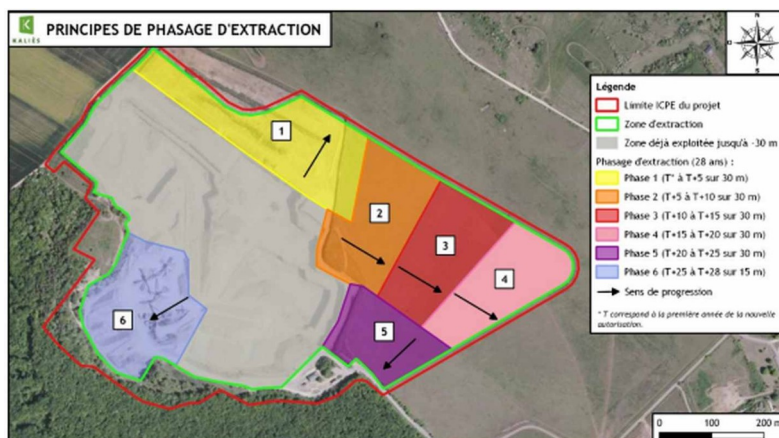 KALIÈS
PRINCIPES DE PHASAGE D'EXTRACTION
N
S
Légende
Limite ICPE du projet
Zone d'extraction
Zone déjà exploitée jusqu'à -30 m
Phasage d'extraction (28 ans) :
Phase 1 (T* à T+5 sur 30 m)
Phase 2 (T+5 à T+10 sur 30 m)
Phase 3 (T+10 à T+15 sur 30 m)
Phase 4 (T+15 à T+20 sur 30 m)
Phase 5 (T+20 à T+25 sur 30 m)
Phase 6 (T+25 à T+28 sur 15 m)
Sens de progression
* T correspond à la première année de la nouvelle
autorisation.
1
2
3
4
5
6
0 100 200 m